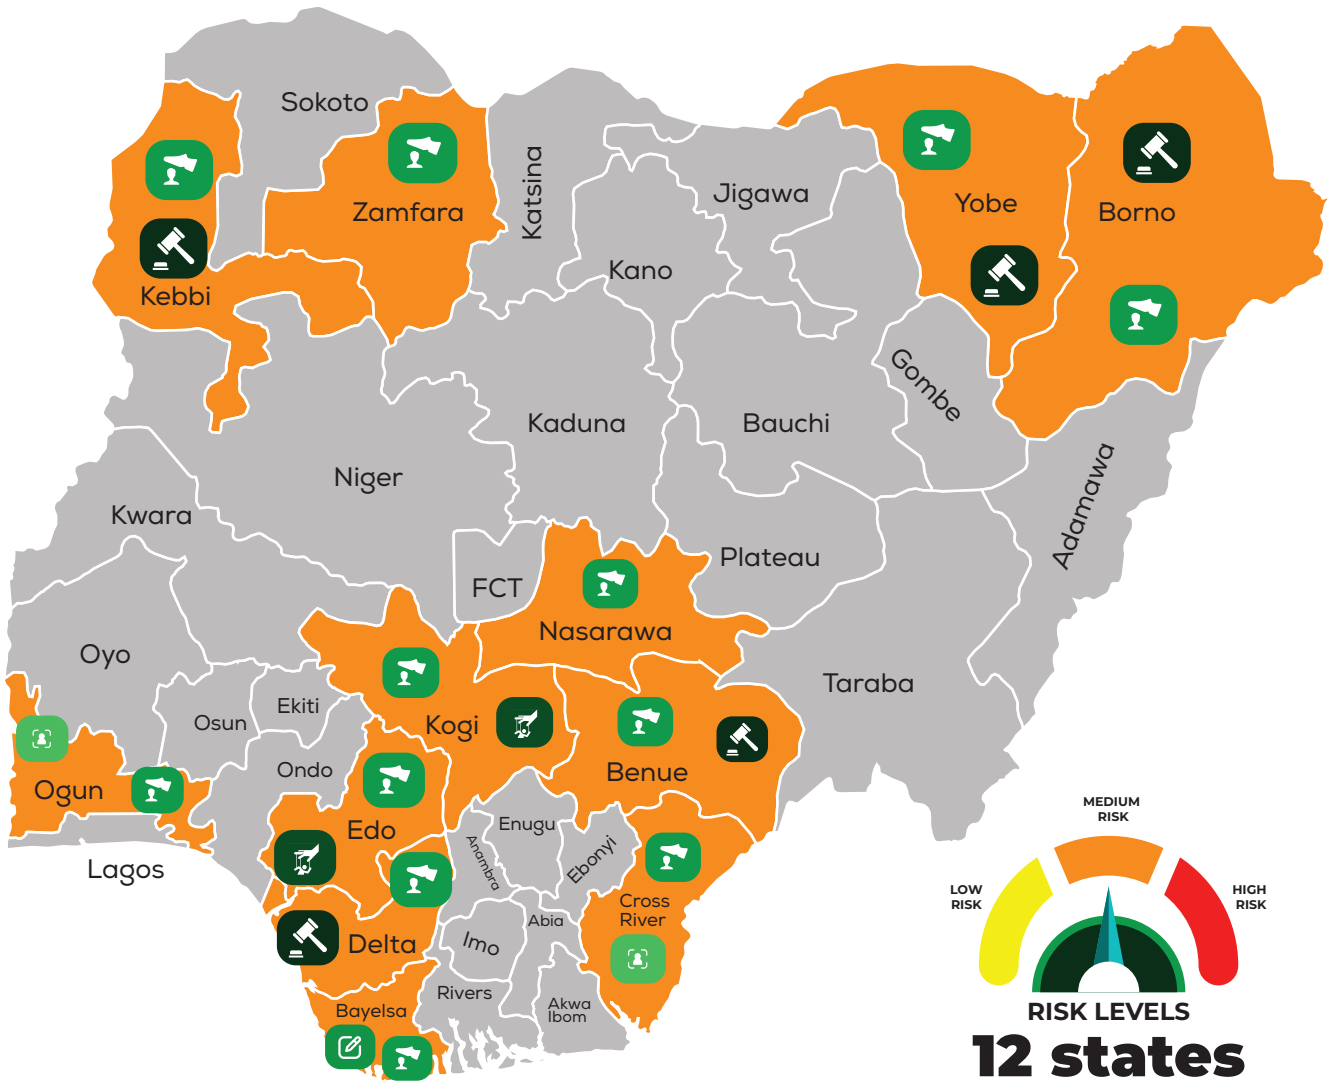 Sokoto
Zamfara
Katsina
Jigawa
Kano
Yobe
Borno
Kebbi
Gombe
Kaduna
Bauchi
Niger
Adamawa
Kwara
Plateau
FCT
Nasarawa
Oyo
Taraba
Ekiti
Osun
Kogi
Ondo
Benue
Ogun
Edo
Enugu
Anambra
Ebonyi
Lagos
Cross
River
Abia
Delta
Imo
Rivers
Akwa
Ibom
Bayelsa
MEDIUM
RISK
LOW
RISK
HIGH
RISK
RISK LEVELS
12 states